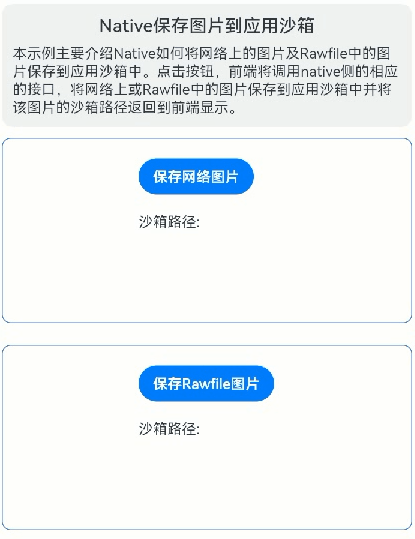 Native保存图片到应用沙箱
本示例主要介绍Native如何将网络上的图片及Rawfile中的图
片保存到应用沙箱中。点击按钮，前端将调用native侧的相应
的接口，将网络上或Rawfile中的图片保存到应用沙箱中并将
该图片的沙箱路径返回到前端显示。
保存网络图片
沙箱路径:
保存Rawfile图片
沙箱路径: